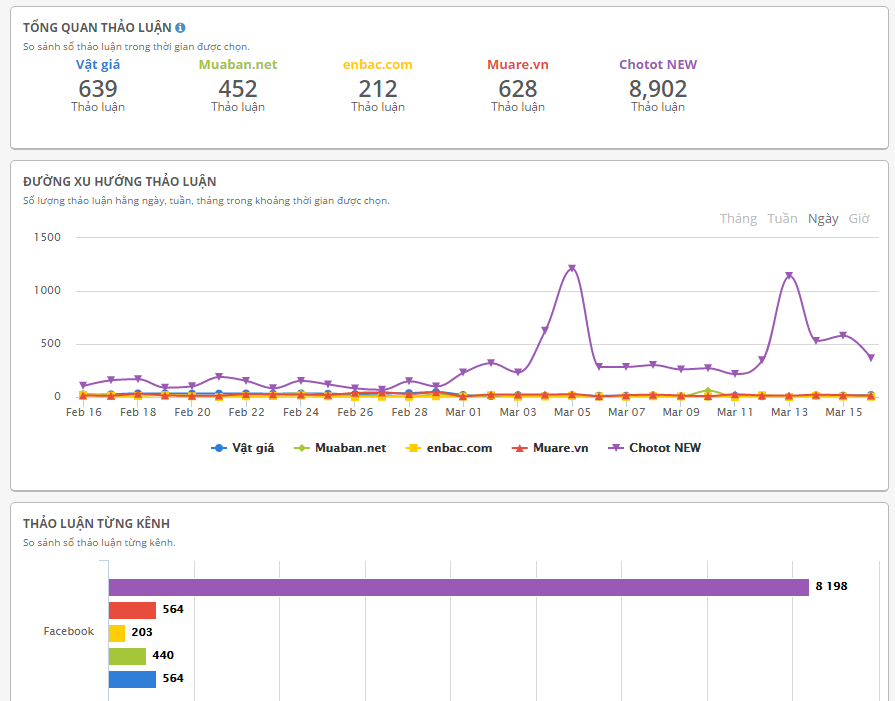 TỔNG QUAN THẢO LUẬN
So sánh số thảo luận trong thời gian được chọn.
Vật giá Muaban.net enbac.com Muare.vn Chotot NEW
639 452 212 628 8,902
Thảo luận Thảo luận Thảo luận Thảo luận Thảo luận
ĐƯỜNG XU HƯỚNG THẢO LUẬN
Số lượng thảo luận hằng ngày, tuần, tháng trong khoảng thời gian được chọn.
Tháng Tuần Ngày Giờ
1500
1000
500
0
Feb 16 Feb 18 Feb 20 Feb 22 Feb 24 Feb 26 Feb 28 Mar 01 Mar 03 Mar 05 Mar 07 Mar 09 Mar 11 Mar 13 Mar 15
Vật giá Muaban.net enbac.com Muare.vn Chotot NEW
THẢO LUẬN TỪNG KÊNH
So sánh số thảo luận từng kênh.
8 198
564
Facebook 203
440
564